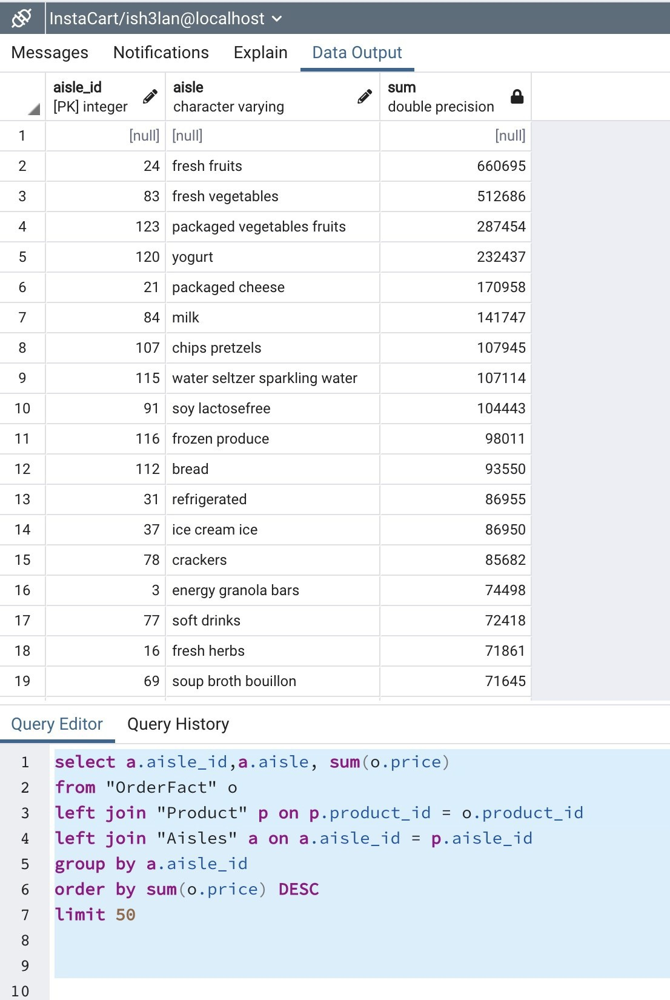 InstaCart/ish3lan@localhost
Messages Notifications Explain Data Output
aisle_id aisle sum
[PK] integer character varying double precision
1 [null] [null] [null]
2 24 fresh fruits 660695
3 83 fresh vegetables 512686
4 123 packaged vegetables fruits 287454
5 120 yogurt 232437
6 21 packaged cheese 170958
7 84 milk 141747
8 107 chips pretzels 107945
9 115 water seltzer sparkling water 107114
10 91 soy lactosefree 104443
11 116 frozen produce 98011
12 112 bread 93550
13 31 refrigerated 86955
14 37 ice cream ice 86950
15 78 crackers 85682
16 3 energy granola bars 74498
17 77 soft drinks 72418
18 16 fresh herbs 71861
19 69 soup broth bouillon 71645
Query Editor Query History
1 select a.aisle_id,a.aisle, sum(o.price)
2 from "OrderFact" o
3 left join "Product" p on p.product_id = o.product_id
4 left join "Aisles" a on a.aisle_id = p.aisle_id
5 group by a.aisle_id
6 order by sum(o.price) DESC
7 limit 50
8
9
10